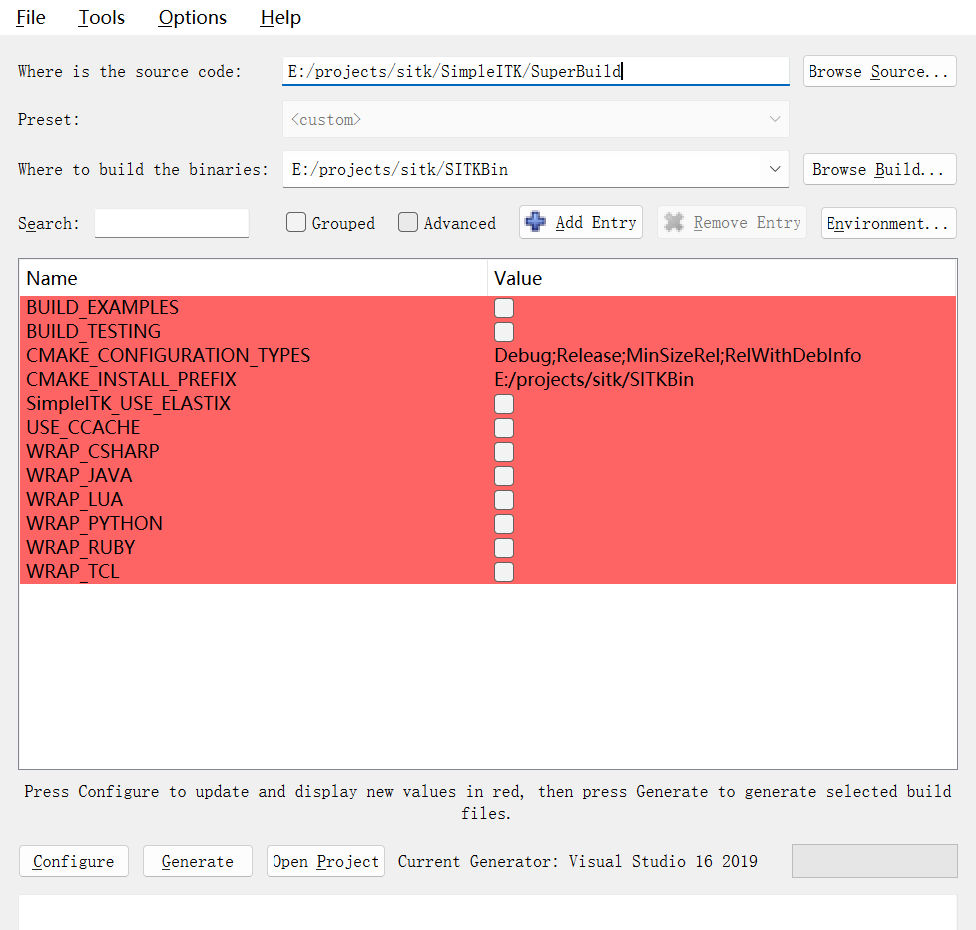 File Tools Options Help
Where is the source code: E:/projects/sitk/SimpleITK/SuperBuild Browse Source...
Preset: <custom>
Where to build the binaries: E:/projects/sitk/SITKBin Browse Build...
Search: Grouped Advanced Add Entry Remove Entry Environment...
Name Value
BUILD_EXAMPLES
BUILD_TESTING
CMAKE_CONFIGURATION_TYPES Debug;Release;MinSizeRel;RelWithDebInfo
CMAKE_INSTALL_PREFIX E:/projects/sitk/SITKBin
SimpleITK_USE_ELASTIX
USE_CCACHE
WRAP_CSHARP
WRAP_JAVA
WRAP_LUA
WRAP_PYTHON
WRAP_RUBY
WRAP_TCL
Press Configure to update and display new values in red, then press Generate to generate selected build
files.
Configure Generate Open Project Current Generator: Visual Studio 16 2019